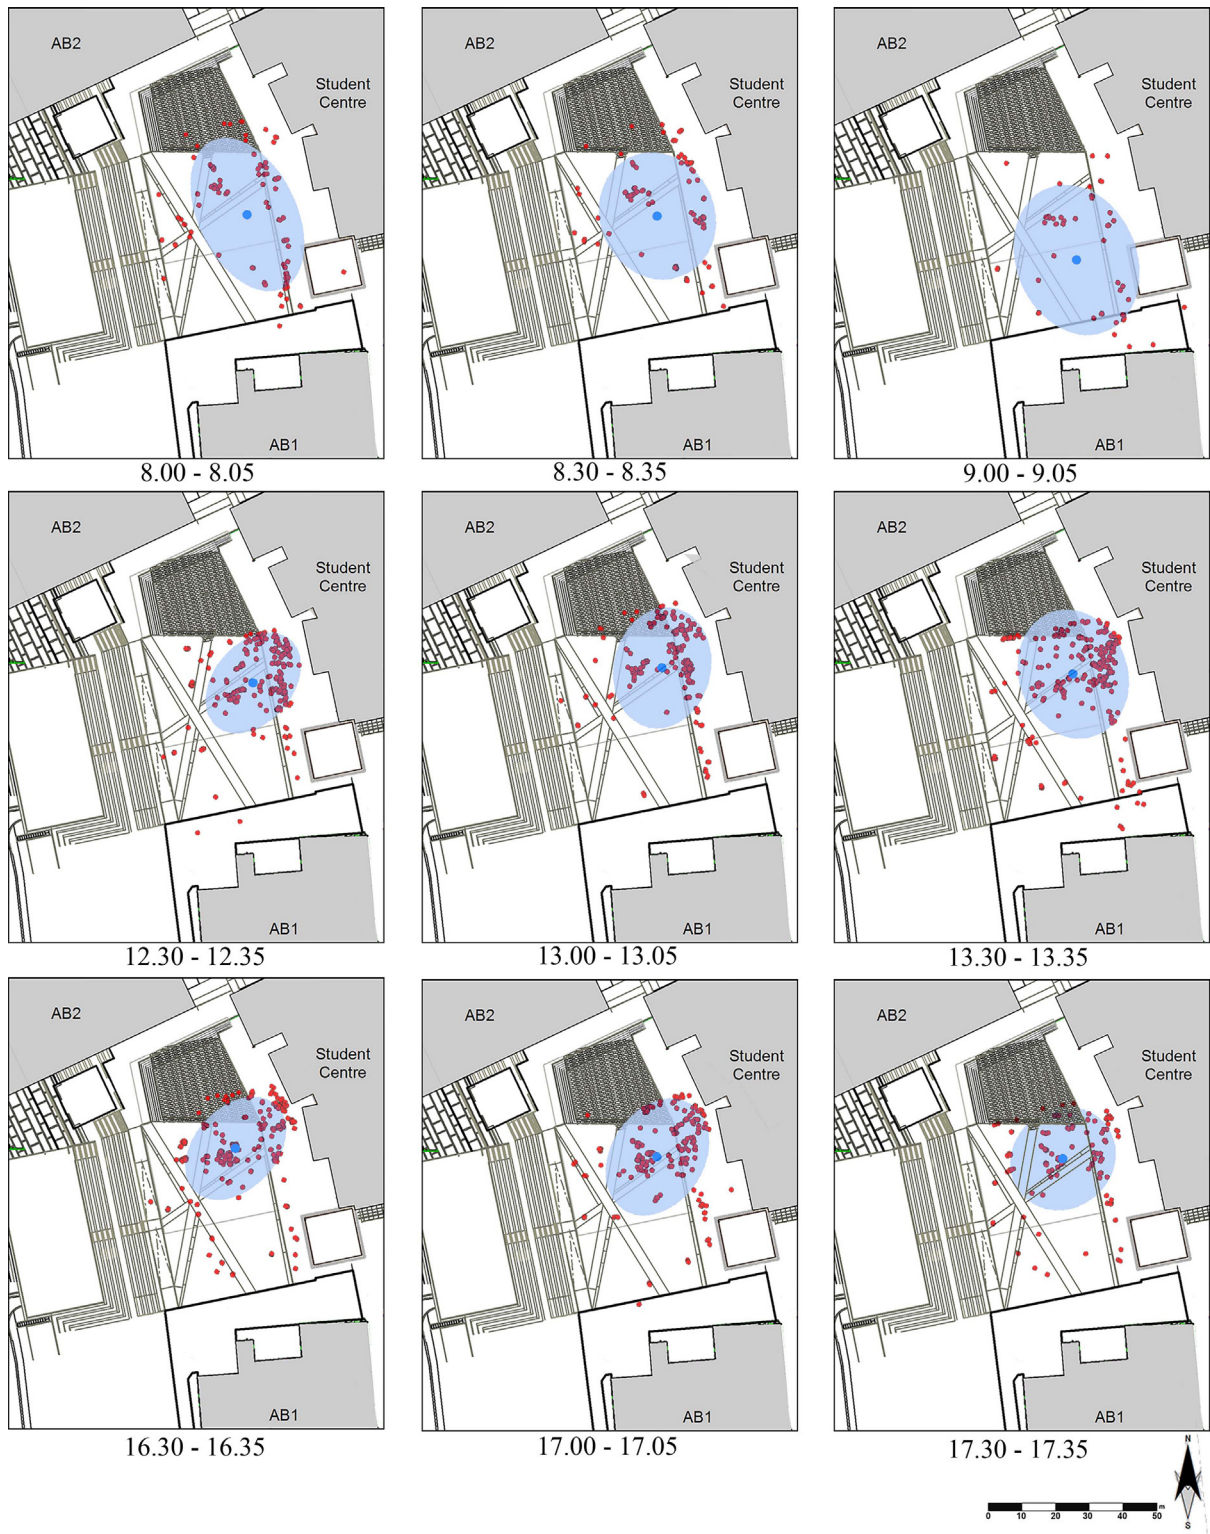 AB2
Student
Centre
AB1
8.00 - 8.05
AB2
Student
Centre
AB1
8.30 - 8.35
AB2
Student
Centre
AB1
9.00 - 9.05
AB2
Student
Centre
AB1
12.30 - 12.35
AB2
Student
Centre
AB1
13.00 - 13.05
AB2
Student
Centre
AB1
13.30 - 13.35
AB2
Student
Centre
AB1
16.30 - 16.35
AB2
Student
Centre
AB1
17.00 - 17.05
AB2
Student
Centre
AB1
17.30 - 17.35
N
S
m
0 10 20 30 40 50